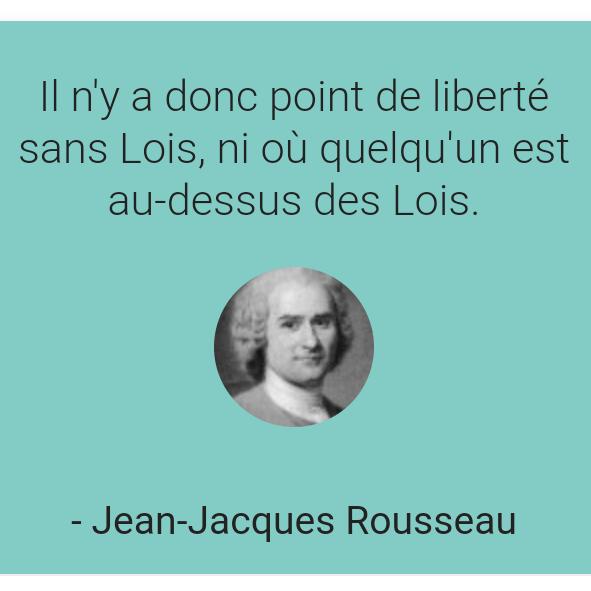 Il n'y a donc point de liberté
sans Lois, ni où quelqu'un est
au-dessus des Lois.
- Jean-Jacques Rousseau